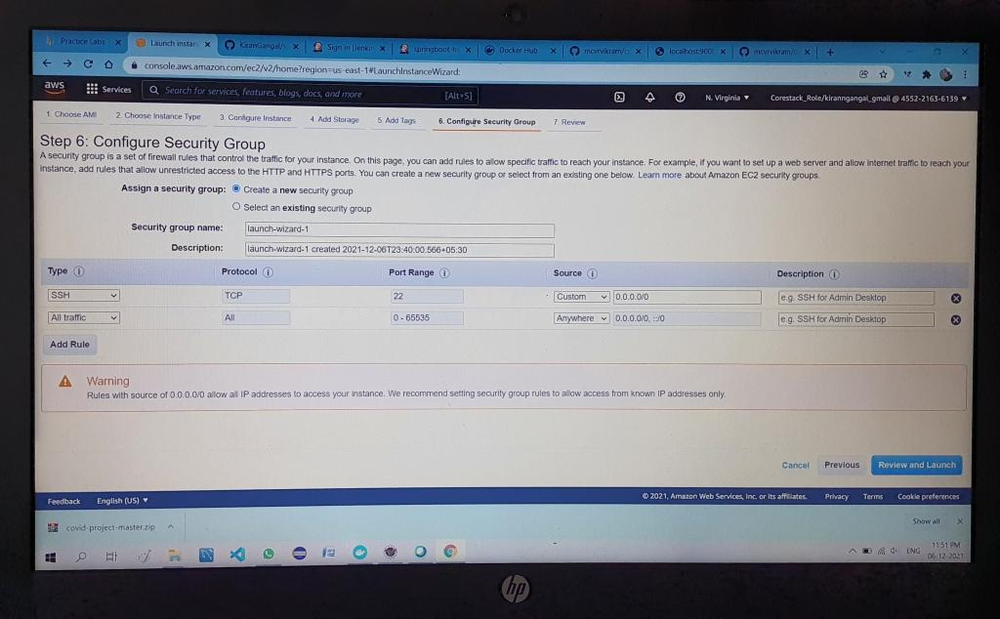 Practice Labs
Launch instan
KiranGangal/
Sign in [Jenkin
springboot-h
Docker Hub
mcvrvikram/c
localhost:900
mcvrvikram/c
console.aws.amazon.com/ec2/v2/home?region=us-east-1#LaunchInstanceWizard:
aws
Services
Search for services, features, blogs, docs, and more
[Alt+S]
N. Virginia
Corestack_Role/kiranngangal_gmail @ 4552-2163-6139
1. Choose AMI
2. Choose Instance Type
3. Configure Instance
4. Add Storage
5. Add Tags
6. Configure Security Group
7. Review
Step 6: Configure Security Group
A security group is a set of firewall rules that control the traffic for your instance. On this page, you can add rules to allow specific traffic to reach your instance. For example, if you want to set up a web server and allow Internet traffic to reach your
instance, add rules that allow unrestricted access to the HTTP and HTTPS ports. You can create a new security group or select from an existing one below. Learn more about Amazon EC2 security groups.
Assign a security group: Create a new security group
Select an existing security group
Security group name: launch-wizard-1
Description: launch-wizard-1 created 2021-12-06T23:40:00.566+05:30
Type Protocol Port Range Source Description
SSH TCP 22 Custom 0.0.0.0/0 e.g. SSH for Admin Desktop
All traffic All 0 - 65535 Anywhere 0.0.0.0/0, ::/0 e.g. SSH for Admin Desktop
Add Rule
Warning
Rules with source of 0.0.0.0/0 allow all IP addresses to access your instance. We recommend setting security group rules to allow access from known IP addresses only.
Cancel Previous Review and Launch
Feedback English (US) © 2021, Amazon Web Services, Inc. or its affiliates. Privacy Terms Cookie preferences
covid-project-master.zip
Show all
ENG
11:51 PM
06-12-2021
hp